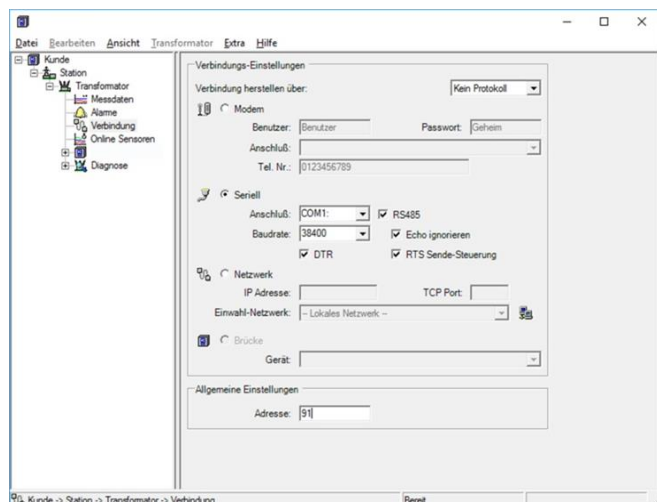 Datei Bearbeiten Ansicht Transformator Extra Hilfe
Kunde
Station
Transformator
Messdaten
Alarme
Verbindung
Online Sensoren
Diagnose
Verbindungs-Einstellungen
Verbindung herstellen über: Kein Protokoll
Modem
Benutzer: Benutzer Passwort: Geheim
Anschluß:
Tel. Nr.: 0123456789
Seriell
Anschluß: COM1: RS485
Baudrate: 38400 Echo ignorieren
DTR RTS Sende-Steuerung
Netzwerk
IP Adresse: TCP Port:
Einwahl-Netzwerk: -- Lokales Netzwerk --
Brücke
Gerät:
Allgemeine Einstellungen
Adresse: 91
Kunde -> Station -> Transformator -> Verbindung Bereit